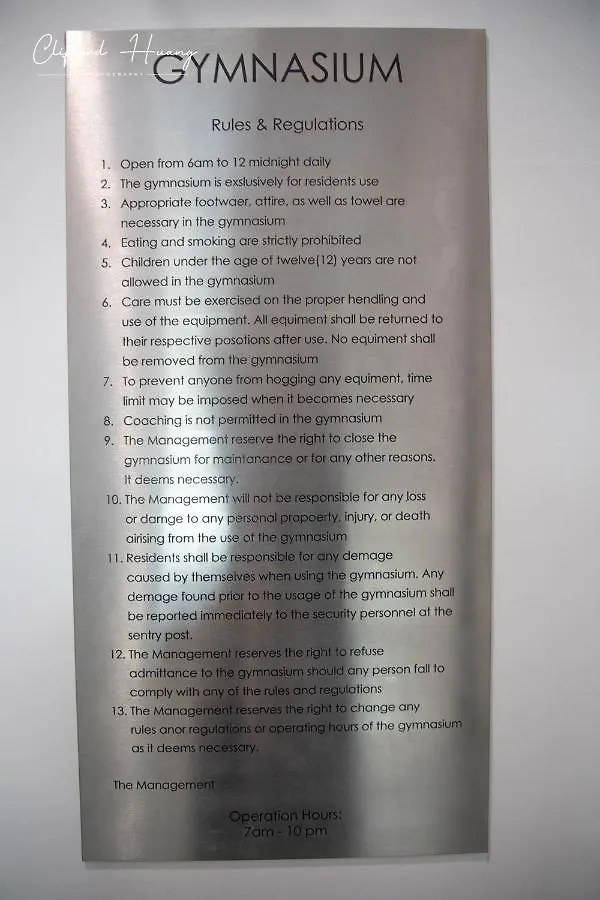 Clifford Huang
PHOTOGRAPHY
GYMNASIUM
Rules & Regulations
1. Open from 6am to 12 midnight daily
2. The gymnasium is exslusively for residents use
3. Appropriate footwaer, attire, as well as towel are
necessary in the gymnasium
4. Eating and smoking are strictly prohibited
5. Children under the age of twelve(12) years are not
allowed in the gymnasium
6. Care must be exercised on the proper hendling and
use of the equipment. All equiment shall be returned to
their respective posotions after use. No equiment shall
be removed from the gymnasium
7. To prevent anyone from hogging any equiment, time
limit may be imposed when it becomes necessary
8. Coaching is not permitted in the gymnasium
9. The Management reserve the right to close the
gymnasium for maintanance or for any other reasons.
It deems necessary.
10. The Management will not be responsible for any loss
or damge to any personal prapoerty, injury, or death
airising from the use of the gymnasium
11. Residents shall be responsible for any damage
caused by themselves when using the gymnasium. Any
demage found prior to the usage of the gymnasium shall
be reported immediately to the security personnel at the
sentry post.
12. The Management reserves the right to refuse
admittance to the gymnasium should any person fall to
comply with any of the rules and regulations
13. The Management reserves the right to change any
rules anor regulations or operating hours of the gymnasium
as it deems necessary.
The Management
Operation Hours:
7am - 10 pm